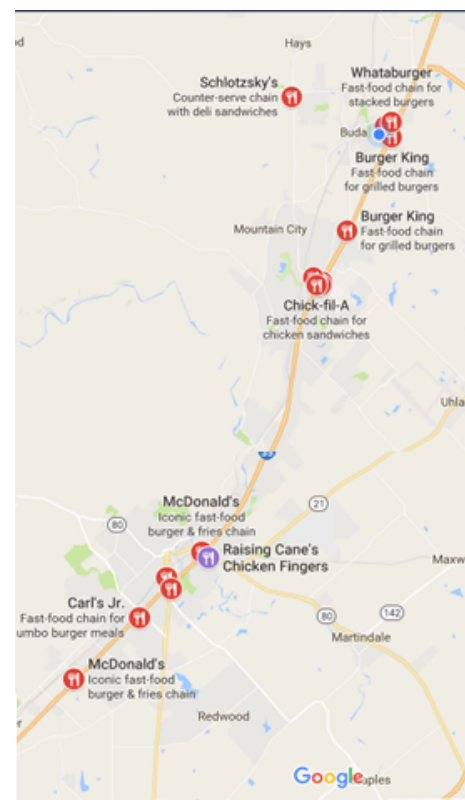 od
Hays
Schlotzsky's
Counter-serve chain
with deli sandwiches
Whataburger
Fast-food chain for
stacked burgers
Buda
Burger King
Fast-food chain
for grilled burgers
Mountain City
Burger King
Fast-food chain
for grilled burgers
Chick-fil-A
Fast-food chain for
chicken sandwiches
Uhla
35
McDonald's
Iconic fast-food
burger & fries chain
21
80
Raising Cane's
Chicken Fingers
Maxw
Carl's Jr.
Fast-food chain for
umbo burger meals
80
142
Martindale
McDonald's
Iconic fast-food
burger & fries chain
r
Redwood
Google
aples